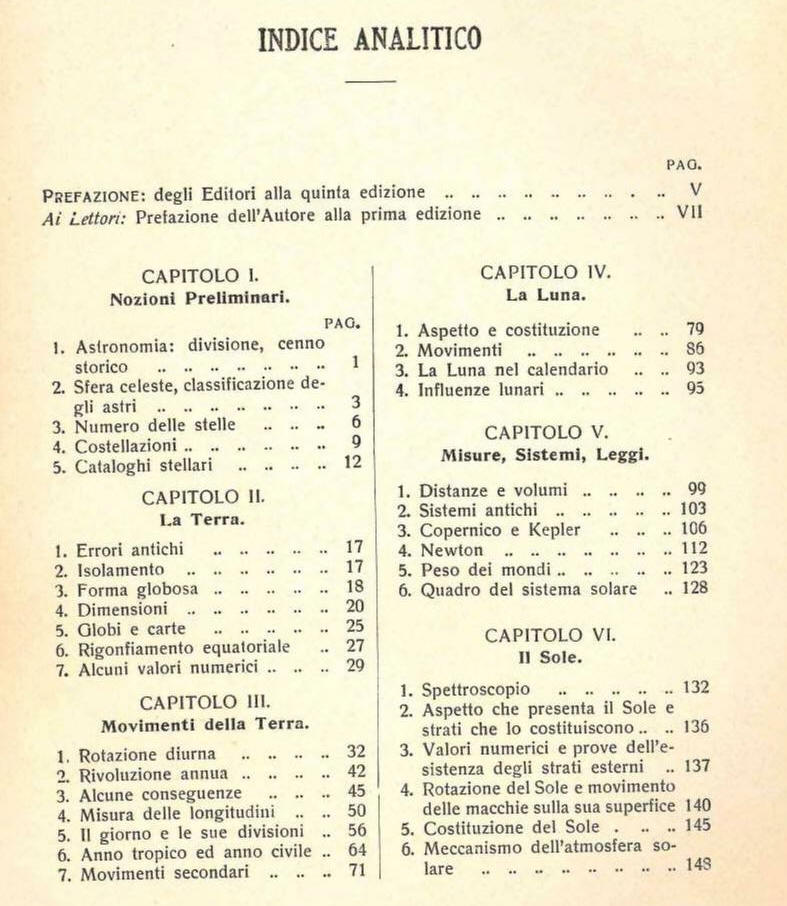 INDICE ANALITICO
PAG.
PREFAZIONE: degli Editori alla quinta edizione .. .. .. .. .. .. .. .. . .. V
Ai Lettori: Prefazione dell'Autore alla prima edizione .. .. .. .. .. .. .. .. VII
CAPITOLO I.
Nozioni Preliminari.
PAG.
1. Astronomia: divisione, cenno
storico .. .. .. .. .. .. .. .. 1
2. Sfera celeste, classificazione de-
gli astri .. .. .. .. .. .. .. .. 3
3. Numero delle stelle .. .. .. 6
4. Costellazioni .. .. .. .. .. .. .. 9
5. Cataloghi stellari .. .. .. .. 12
CAPITOLO II.
La Terra.
1. Errori antichi .. .. .. .. .. 17
2. Isolamento .. .. .. .. .. .. 17
3. Forma globosa .. .. .. .. .. 18
4. Dimensioni .. .. .. .. .. .. 20
5. Globi e carte .. .. .. .. .. 25
6. Rigonfiamento equatoriale .. 27
7. Alcuni valori numerici .. .. .. 29
CAPITOLO III.
Movimenti della Terra.
1. Rotazione diurna .. .. .. .. 32
2. Rivoluzione annua .. .. .. .. 42
3. Alcune conseguenze .. .. .. 45
4. Misura delle longitudini .. .. 50
5. Il giorno e le sue divisioni .. 56
6. Anno tropico ed anno civile .. 64
7. Movimenti secondari .. .. .. 71
CAPITOLO IV.
La Luna.
1. Aspetto e costituzione .. .. 79
2. Movimenti .. .. .. .. .. .. 86
3. La Luna nel calendario .. .. 93
4. Influenze lunari .. .. .. .. .. 95
CAPITOLO V.
Misure, Sistemi, Leggi.
1. Distanze e volumi .. .. .. .. 99
2. Sistemi antichi .. .. .. .. .. 103
3. Copernico e Kepler .. .. .. 106
4. Newton .. .. .. .. .. .. .. 112
5. Peso dei mondi .. .. .. .. .. 123
6. Quadro del sistema solare .. 128
CAPITOLO VI.
Il Sole.
1. Spettroscopio .. .. .. .. .. 132
2. Aspetto che presenta il Sole e
strati che lo costituiscono .. .. 136
3. Valori numerici e prove dell'e-
sistenza degli strati esterni .. 137
4. Rotazione del Sole e movimento
delle macchie sulla sua superfice 140
5. Costituzione del Sole . .. .. 145
6. Meccanismo dell'atmosfera so-
lare .. .. .. .. .. .. .. .. .. 148